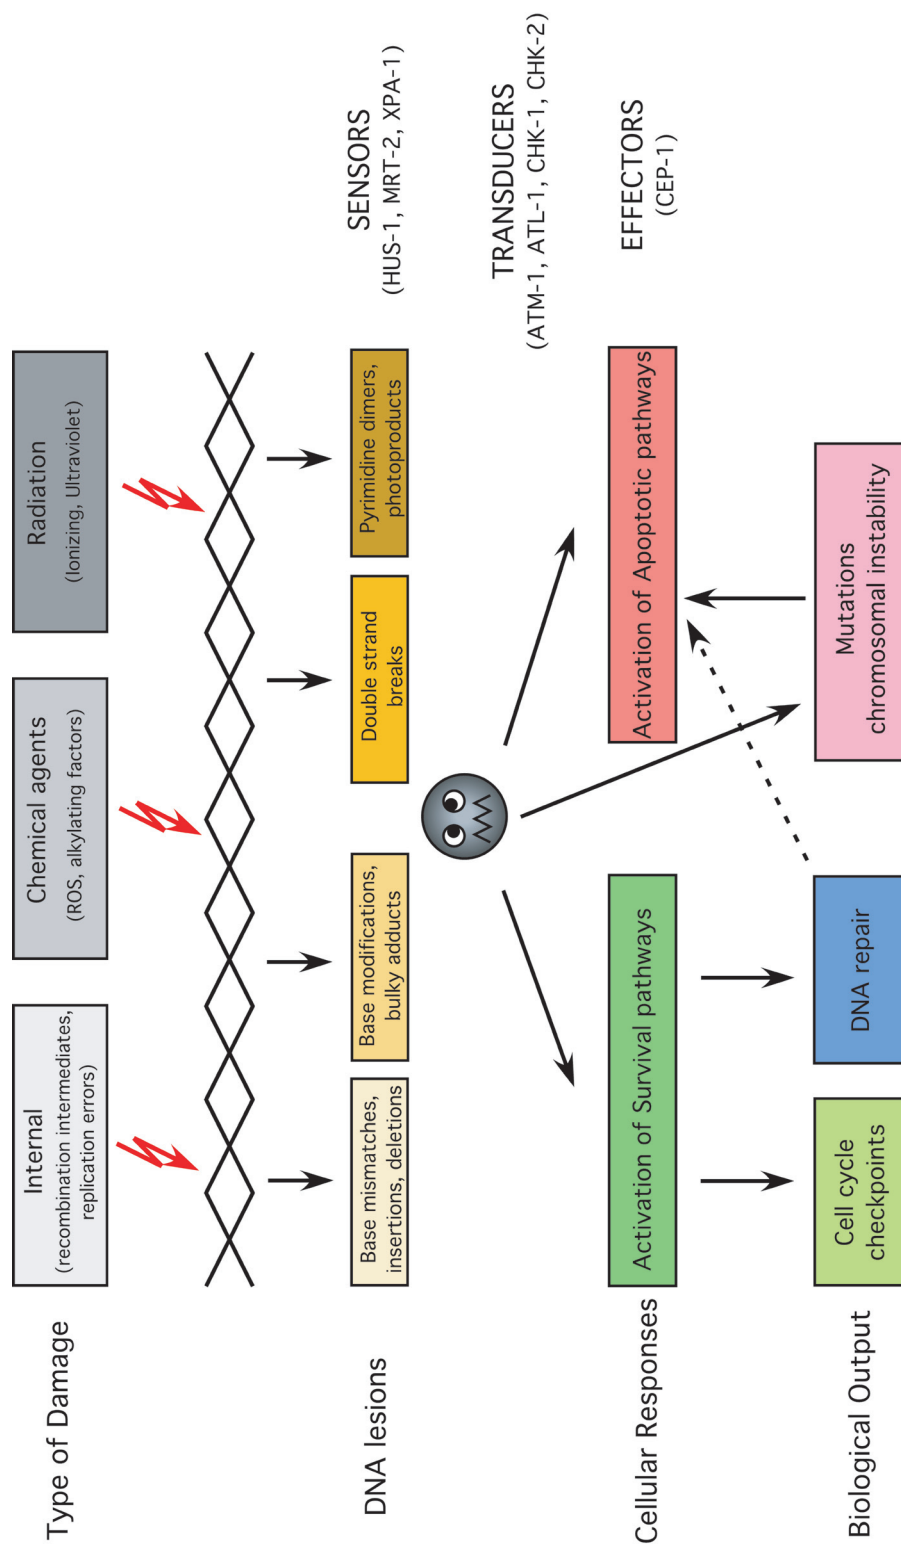 Type of Damage
Internal
(recombination intermediates,
replication errors)
Chemical agents
(ROS, alkylating factors)
Radiation
(Ionizing, Ultraviolet)
DNA lesions
Base mismatches,
insertions, deletions
Base modifications,
bulky adducts
Double strand
breaks
Pyrimidine dimers,
photoproducts
SENSORS
(HUS-1, MRT-2, XPA-1)
TRANSDUCERS
(ATM-1, ATL-1, CHK-1, CHK-2)
Cellular Responses
Activation of Survival pathways
Activation of Apoptotic pathways
EFFECTORS
(CEP-1)
Biological Output
Cell cycle
checkpoints
DNA repair
Mutations
chromosomal instability